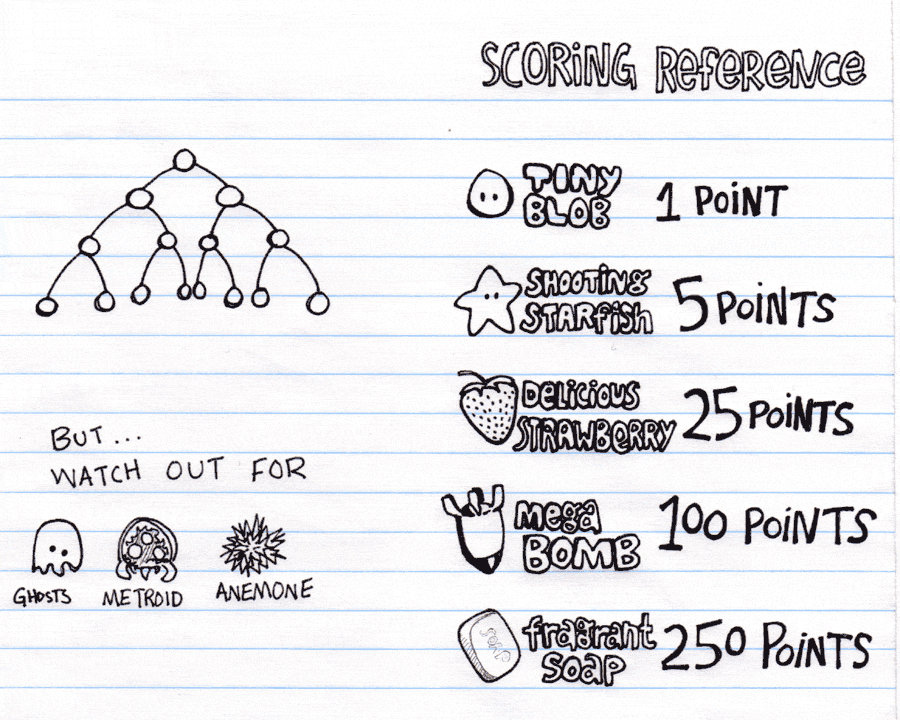 SCORING REFERENCE
TINY
BLOB
1 POINT
SHOOTING
STARFISH
5 POINTS
DELICIOUS
STRAWBERRY
25 POINTS
mega
BOMB
100 POINTS
fragrant
SOAP
250 POINTS
SOAP
BUT...
WATCH OUT FOR
GHOSTS
METROID
ANEMONE